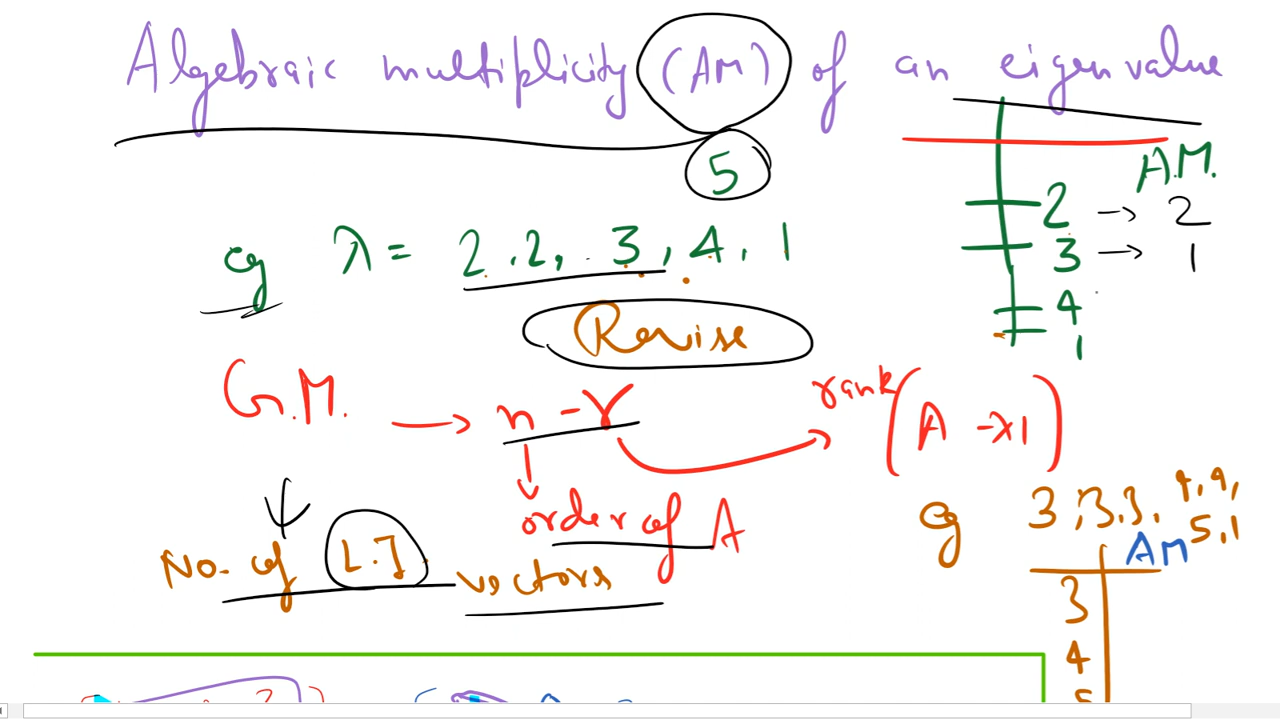 Algebraic multiplicity (AM) of an eigenvalue
5
A.M.
2 → 2
3 → 1
4
1
eg λ = 2, 2, 3, 4, 1
Revise
G.M. → n - r
rank (A - λI)
order of A
No. of L.I. vectors
eg 3, 3, 3, 4, 4, 5, 1
AM
3
4
5